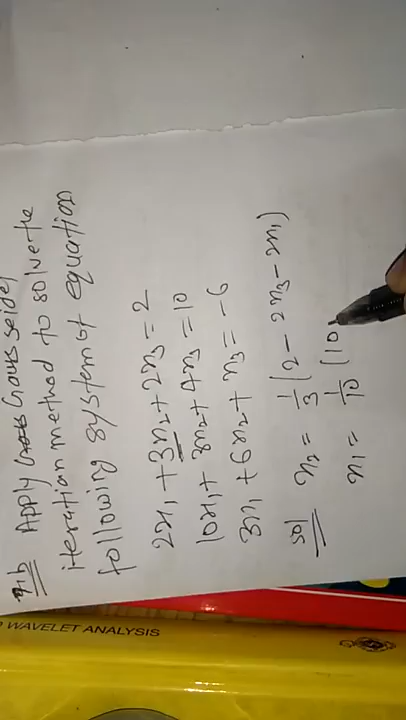 Apply Gauss seidel
iteration method to solve the
following system of equation
2x₁ + 3x₂ + 2x₃ = 2
10x₁ + 3x₂ + 4x₃ = 10
3x₁ + 6x₂ + x₃ = -6
sol x₂ = 1/3 (2 - 2x₃ - 2x₁)
x₁ = 1/10 (10
WAVELET ANALYSIS